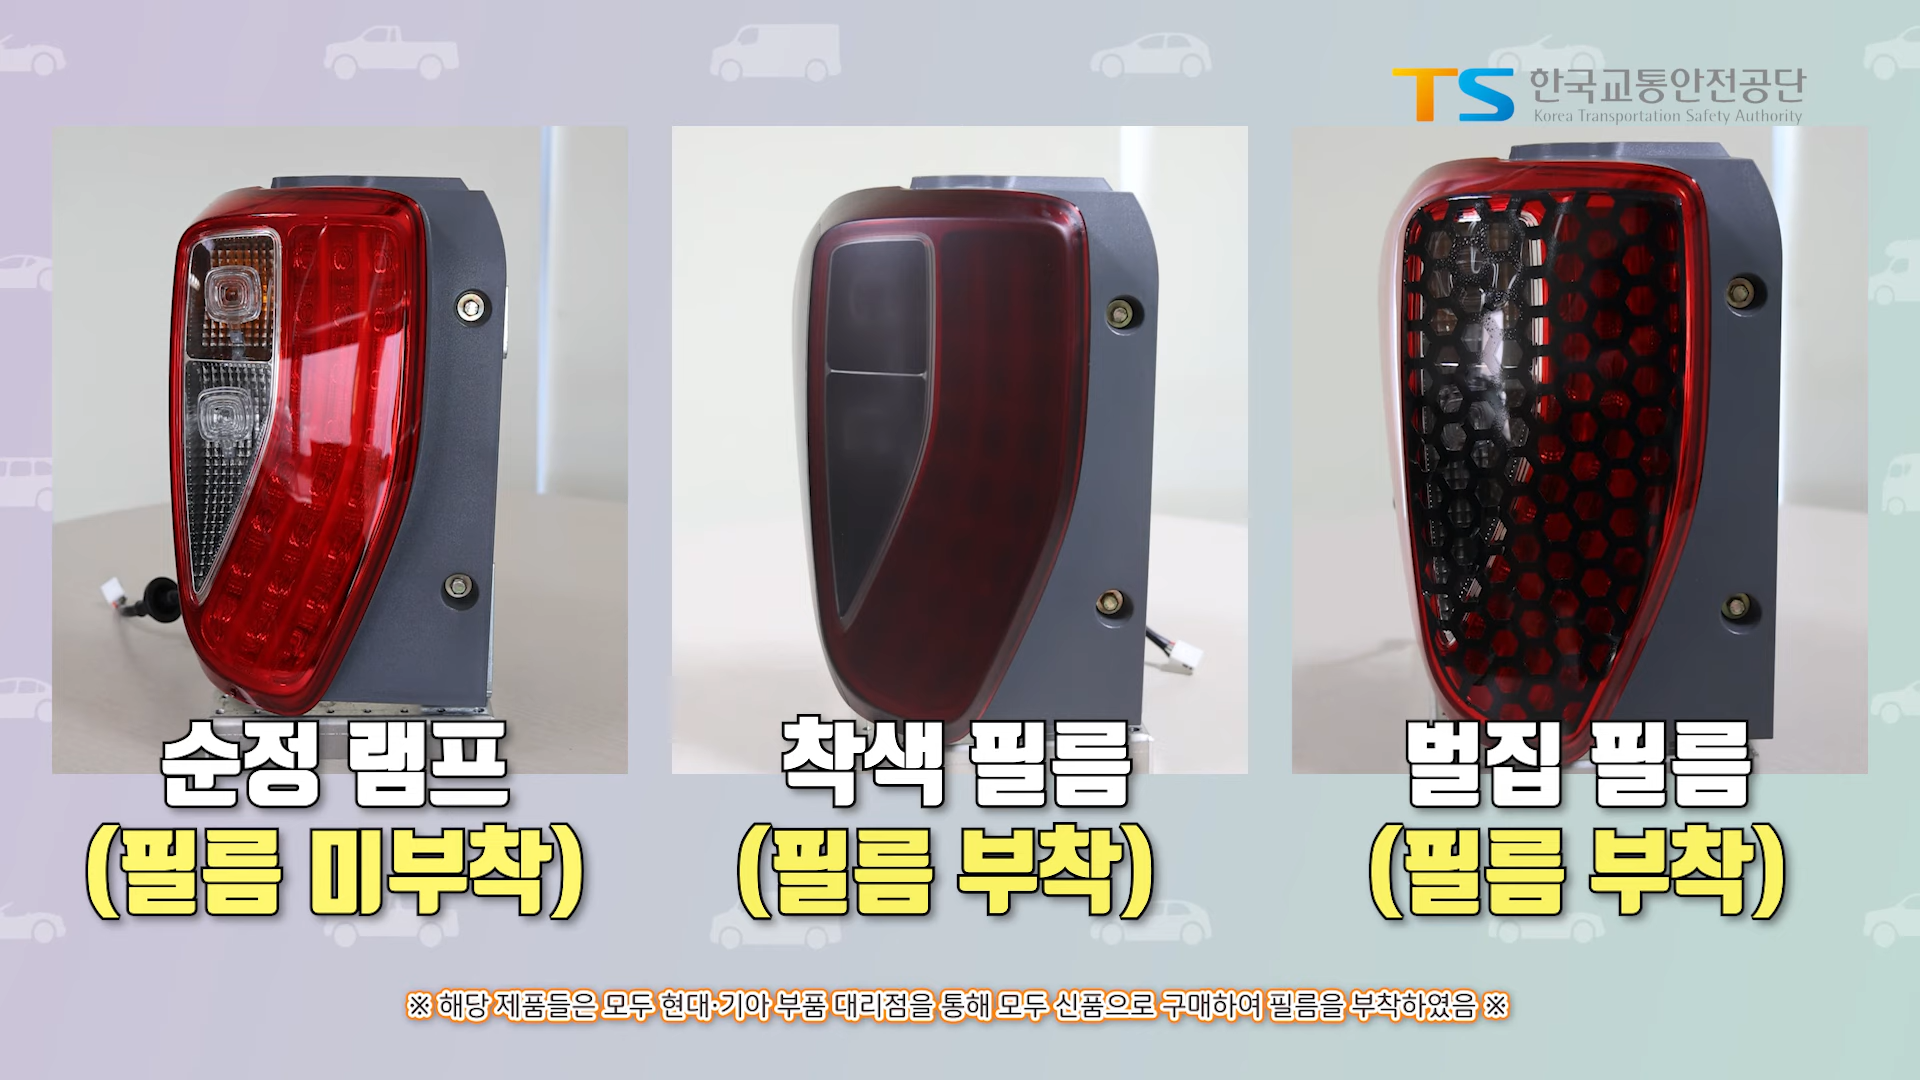 TS 한국교통안전공단
Korea Transportation Safety Authority
순정 램프
(필름 미부착)
착색 필름
(필름 부착)
벌집 필름
(필름 부착)
※ 해당 제품들은 모두 현대·기아 부품 대리점을 통해 모두 신품으로 구매하여 필름을 부착하였음 ※